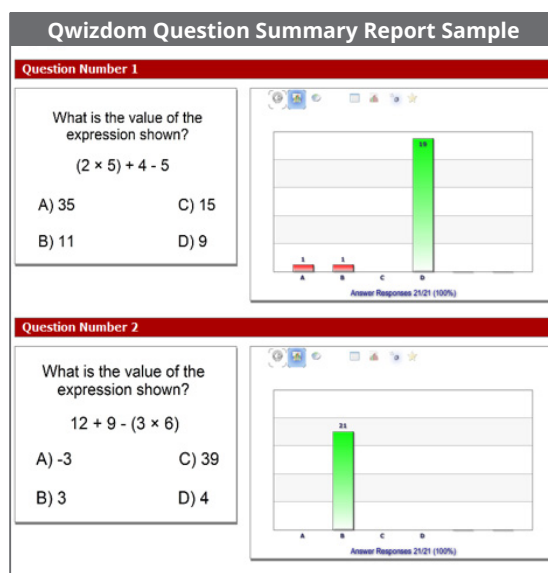 Qwizdom Question Summary Report Sample
Question Number 1
What is the value of the
expression shown?
(2 × 5) + 4 - 5
A) 35 C) 15
B) 11 D) 9
19
1 1
A B C D
Answer Responses 21/21 (100%)
Question Number 2
What is the value of the
expression shown?
12 + 9 - (3 × 6)
A) -3 C) 39
B) 3 D) 4
21
A B C D
Answer Responses 21/21 (100%)